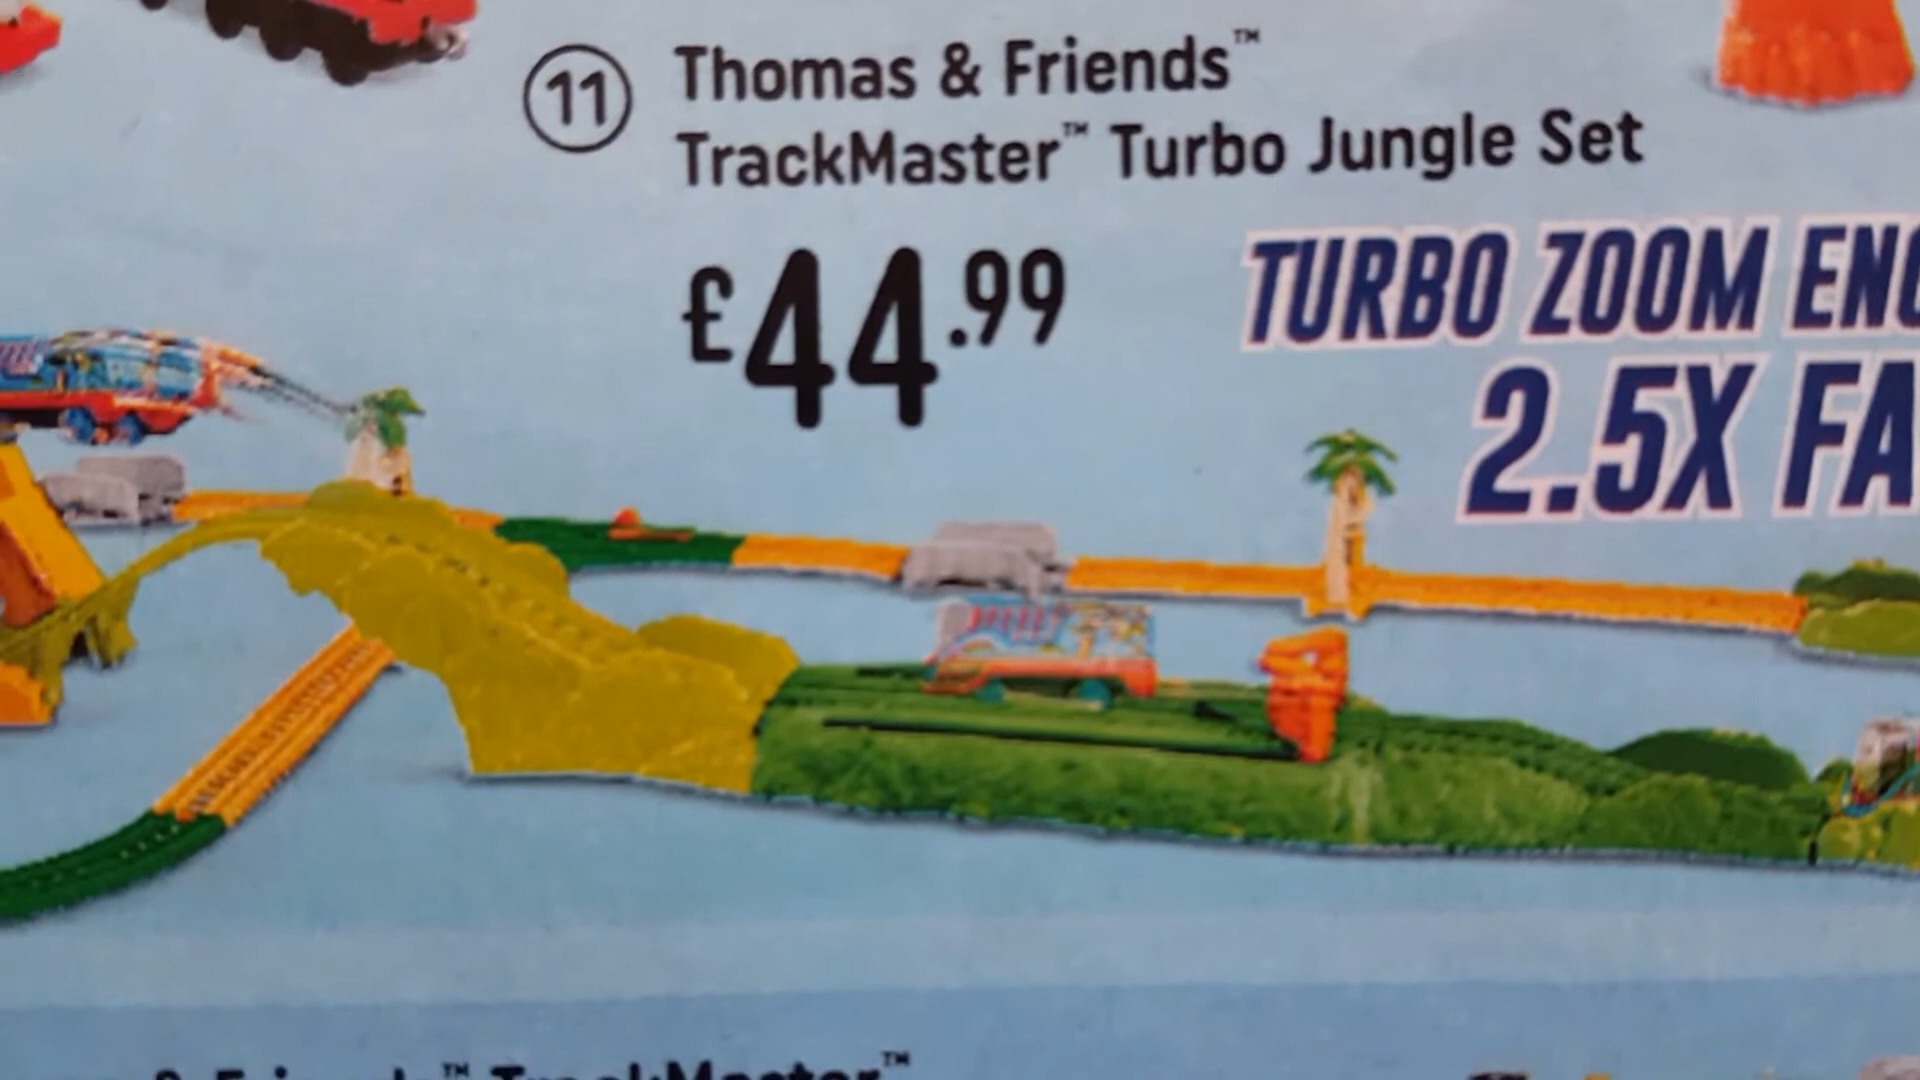 11 Thomas & Friends™
TrackMaster™ Turbo Jungle Set
£44.99
TURBO ZOOM
2.5X